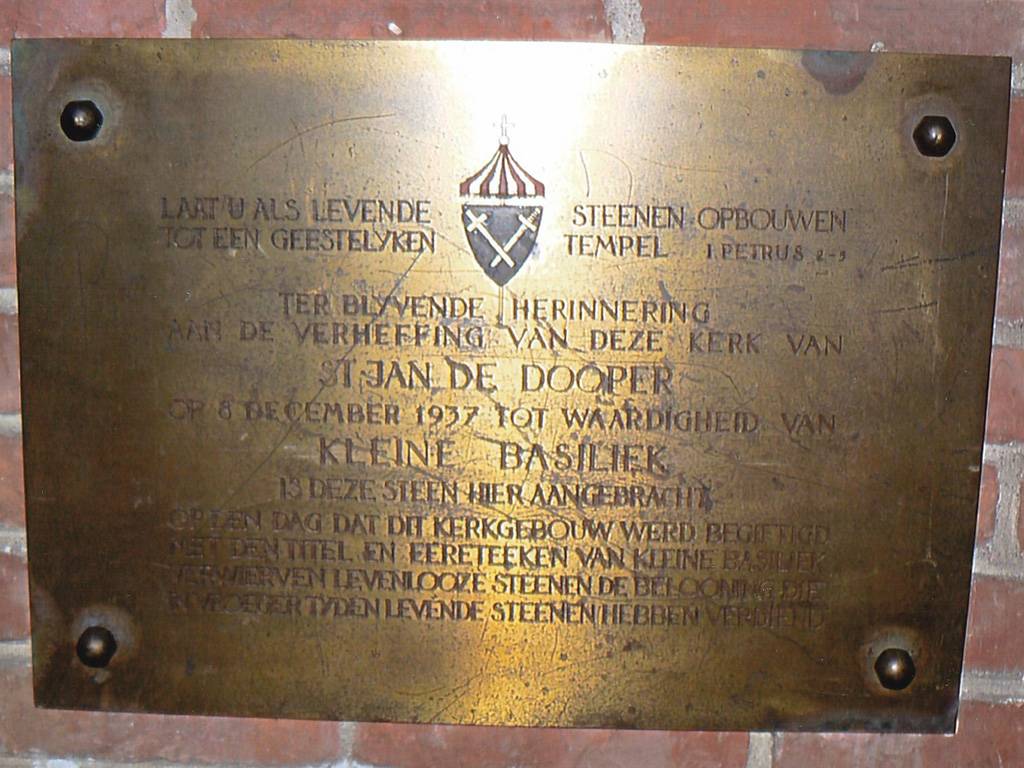 LAAT U ALS LEVENDE STEENEN OPBOUWEN
TOT EEN GEESTELYKEN TEMPEL I PETRUS 2-5
TER BLYVENDE HERINNERING
AAN DE VERHEFFING VAN DEZE KERK VAN
ST JAN DE DOOPER
OP 8 DECEMBER 1937 TOT WAARDIGHEID VAN
KLEINE BASILIEK
IS DEZE STEEN HIER AANGEBRACHT
OP DEN DAG DAT DIT KERKGEBOUW WERD BEGIFTIGD
MET DEN TITEL EN EERETEEKEN VAN KLEINE BASILIEK
VERWIERVEN LEVENLOOZE STEENEN DE BELOONING DIE
IN VROEGER TYDEN LEVENDE STEENEN HEBBEN VERDIEND